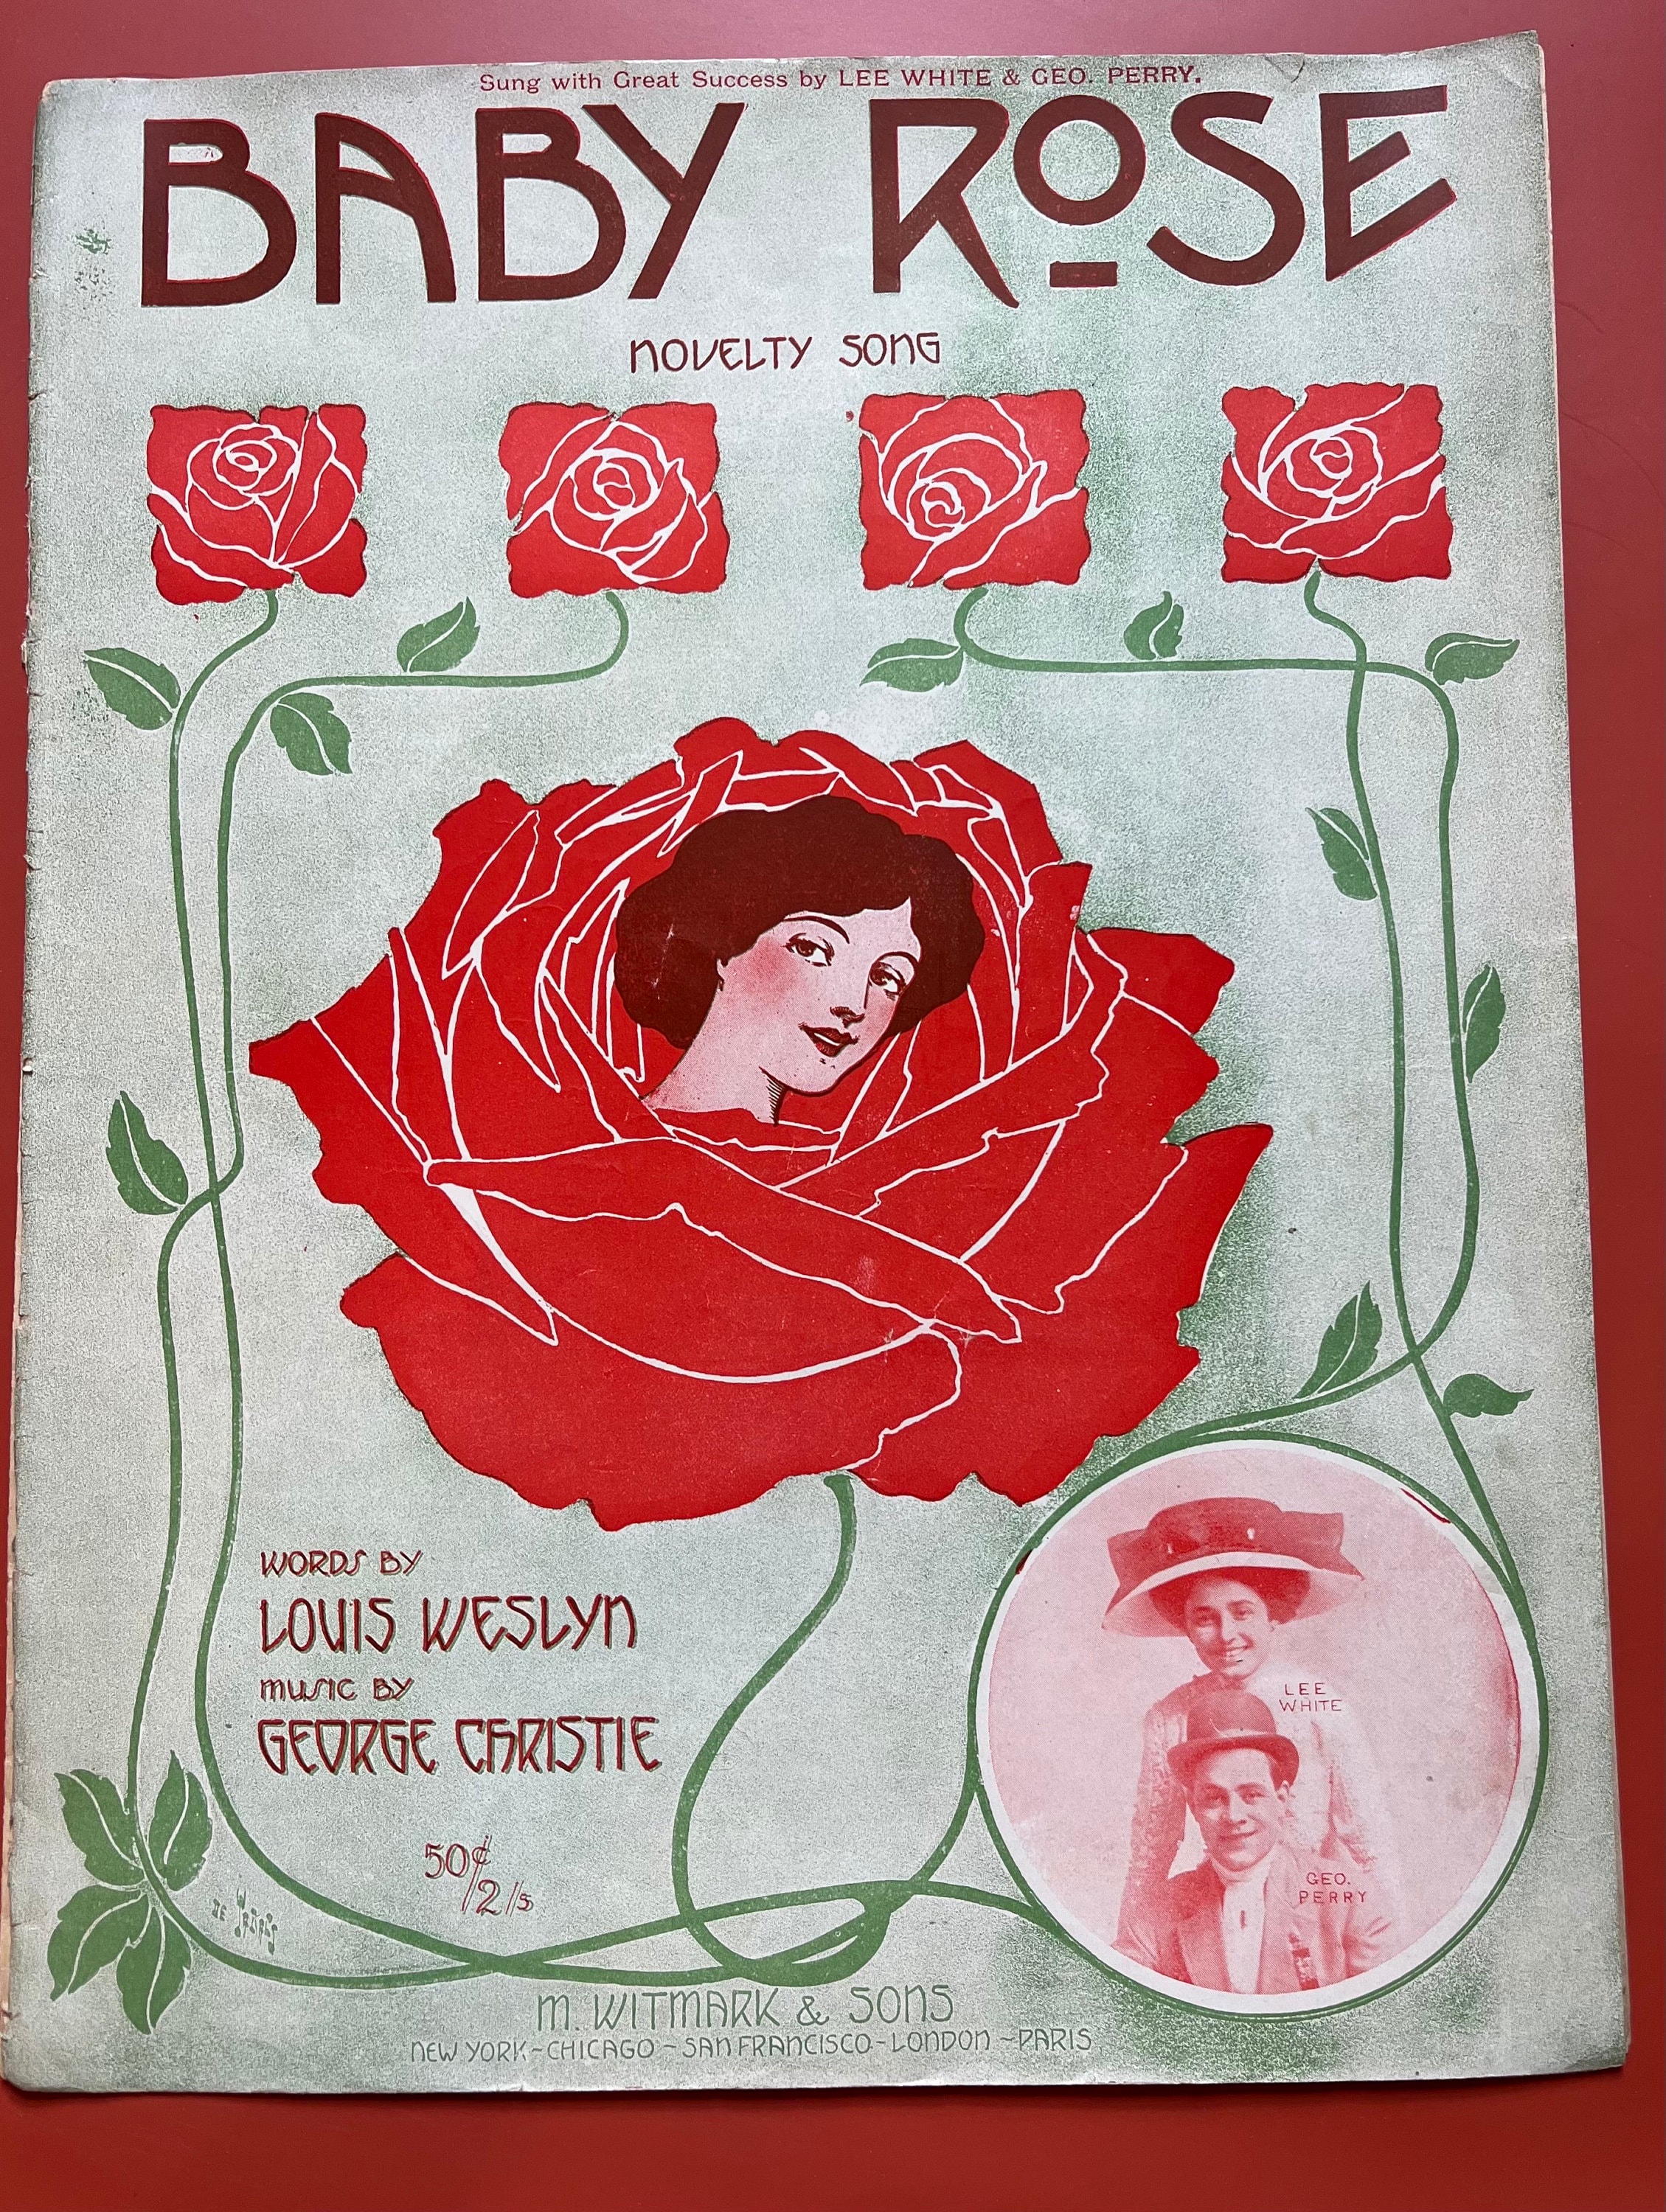 Sung with Great Success by LEE WHITE & GEO. PERRY.
BABY ROSE
NOVELTY SONG
WORDS BY
LOUIS WESLYN
MUSIC BY
GEORGE CHRISTIE
LEE
WHITE
GEO.
PERRY
50¢/2/s
DE
M. WITMARK & SONS
NEW YORK-CHICAGO-SAN FRANCISCO-LONDON-PARIS